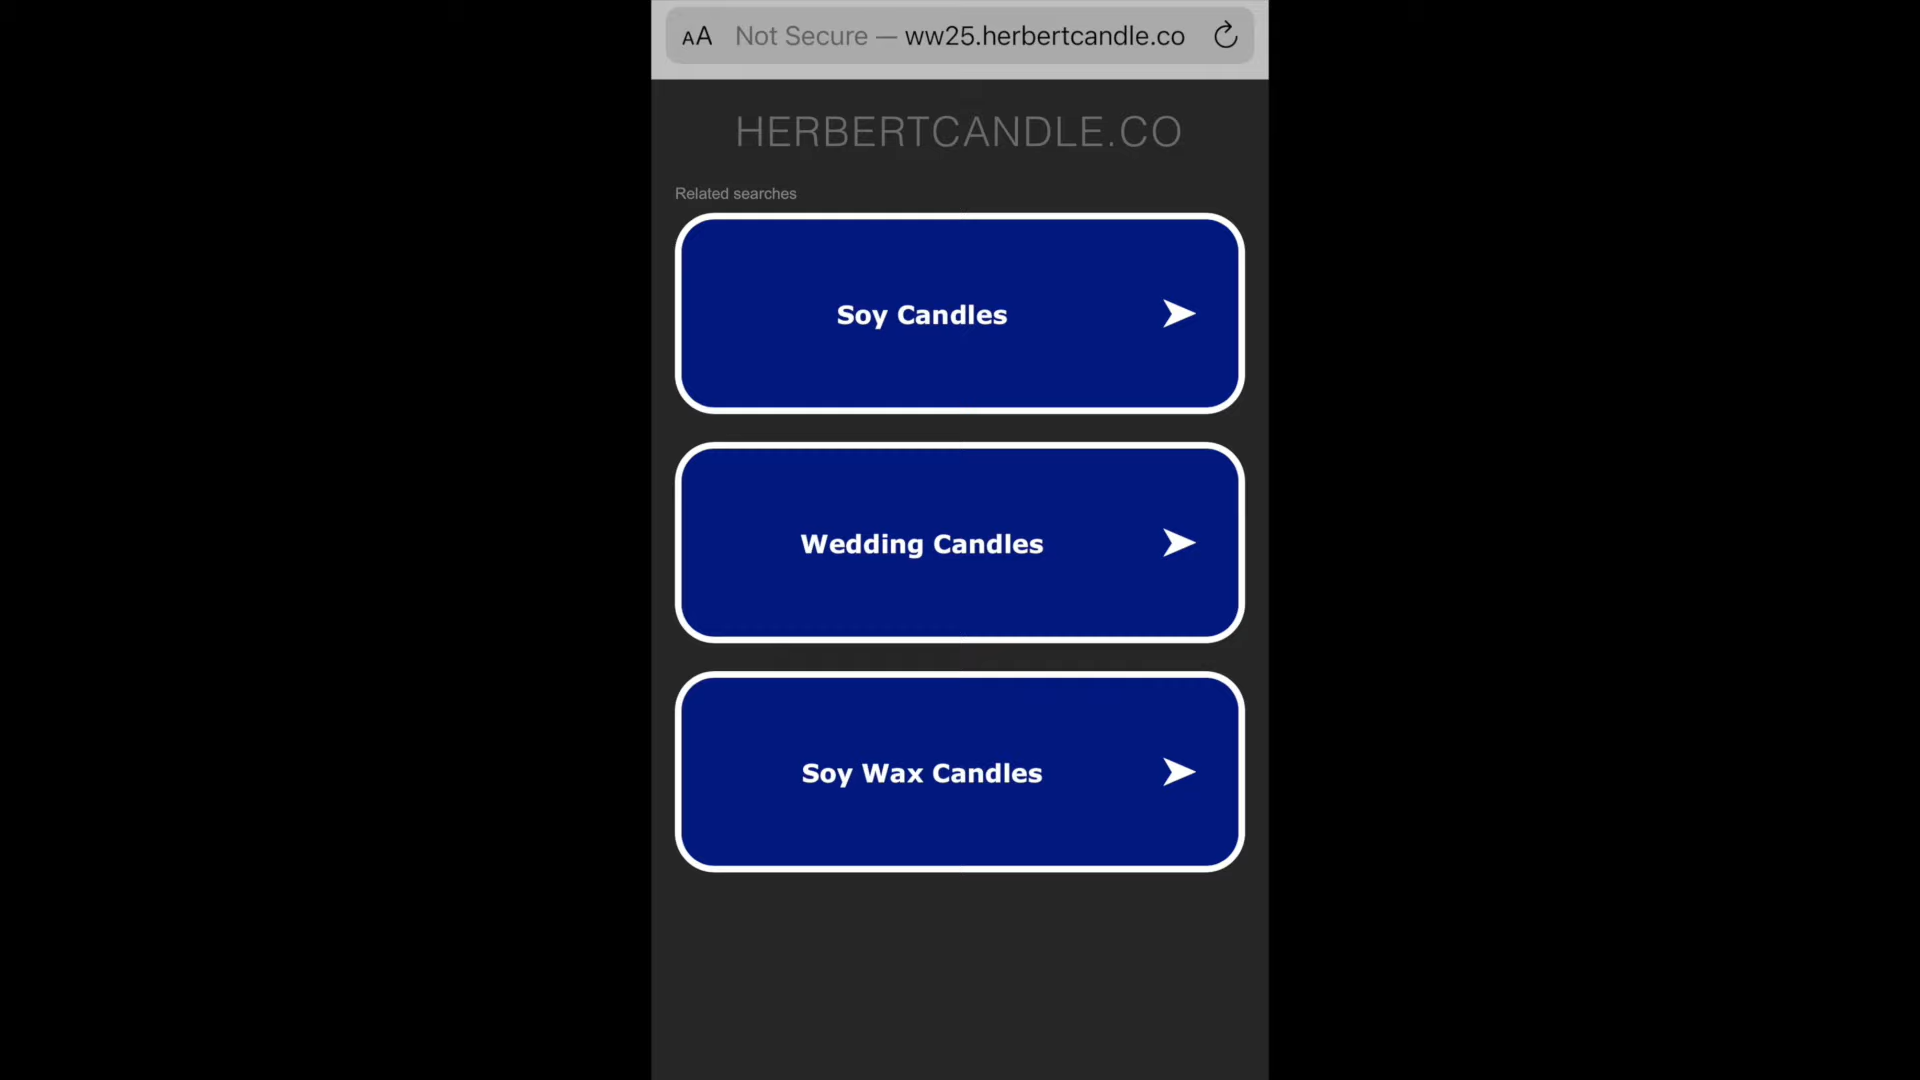 AA Not Secure — ww25.herbertcandle.co
HERBERTCANDLE.CO
Related searches
Soy Candles
Wedding Candles
Soy Wax Candles